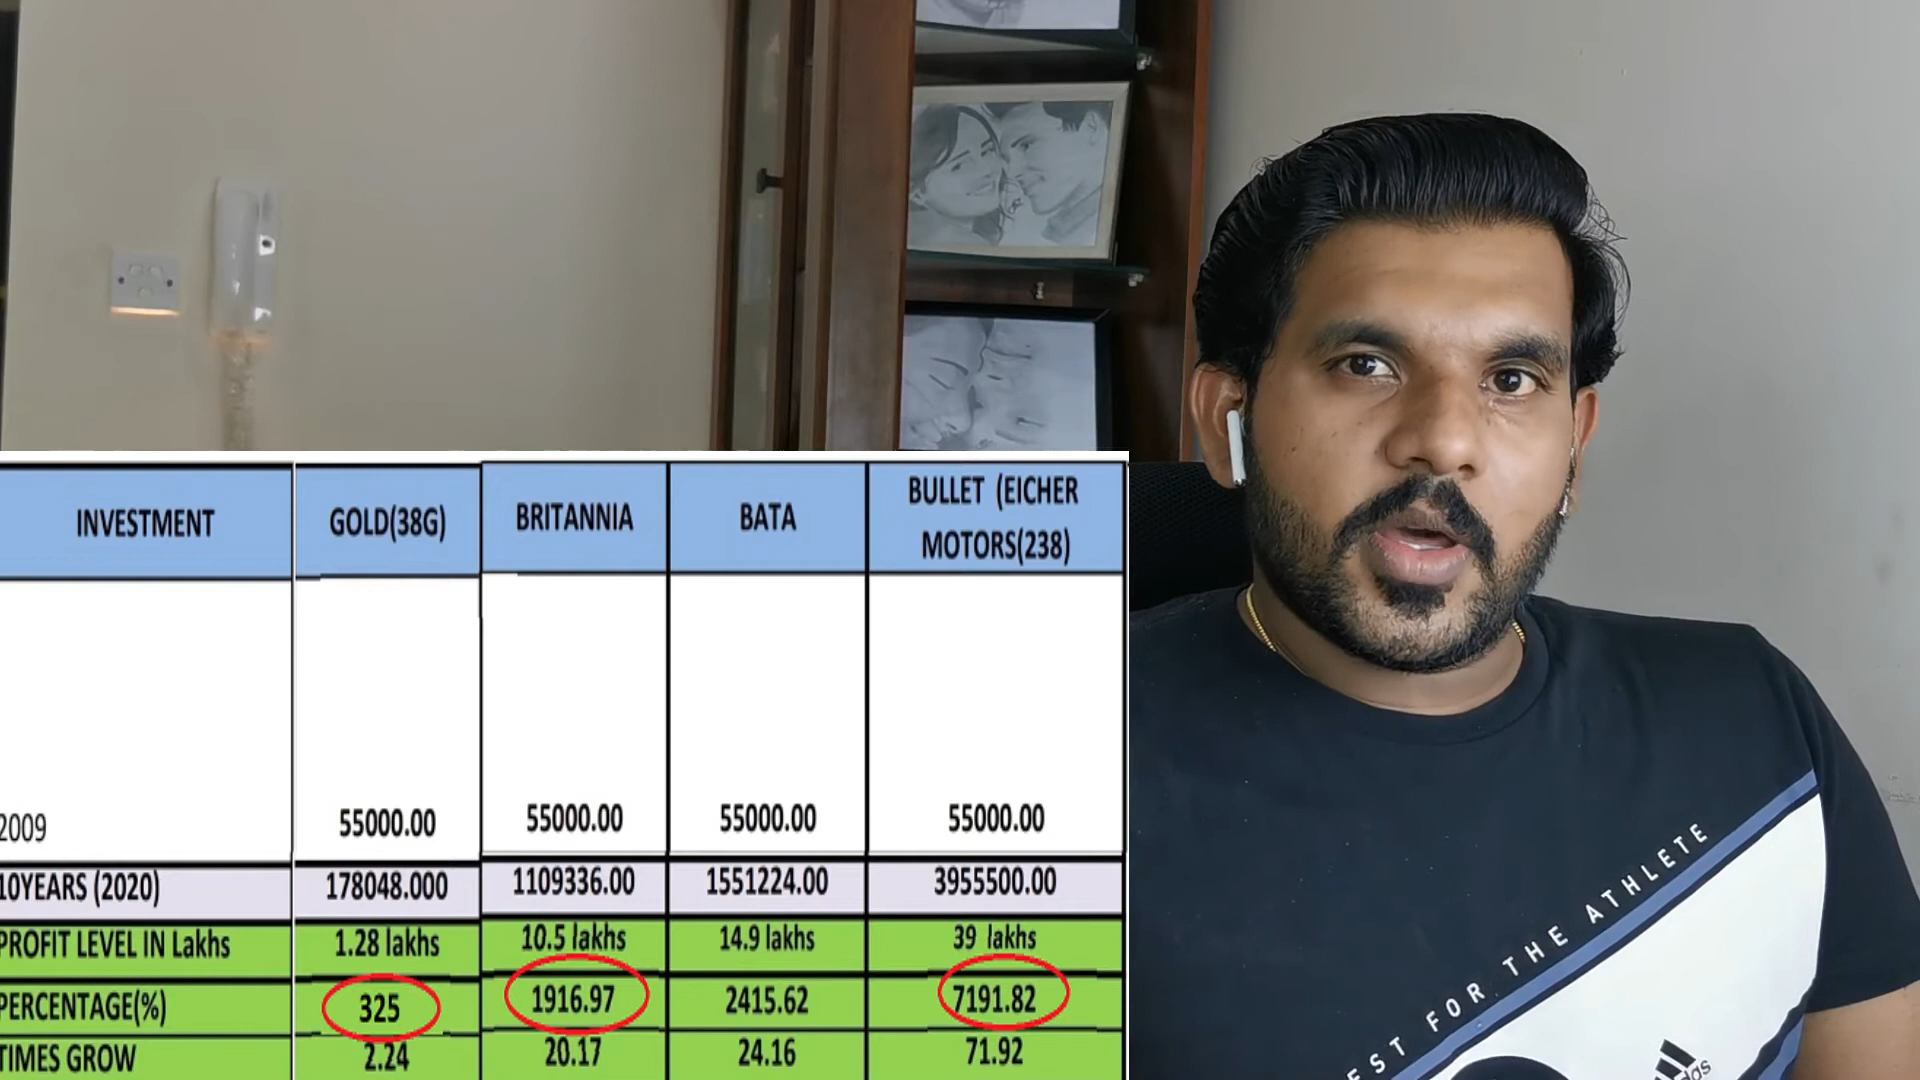 INVESTMENT GOLD(38G) BRITANNIA BATA BULLET (EICHER MOTORS(238)
2009 55000.00 55000.00 55000.00 55000.00
10YEARS (2020) 178048.000 1109336.00 1551224.00 3955500.00
PROFIT LEVEL IN Lakhs 1.28 lakhs 10.5 lakhs 14.9 lakhs 39 lakhs
PERCENTAGE(%) 325 1916.97 2415.62 7191.82
TIMES GROW 2.24 20.17 24.16 71.92
EST FOR THE ATHLETE
das